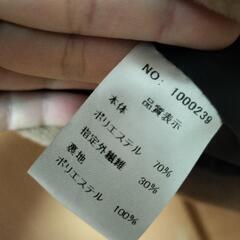 NO: 1000239
品質表示
本体
ポリエステル 70%
指定外繊維 30%
裏地
ポリエステル 100%